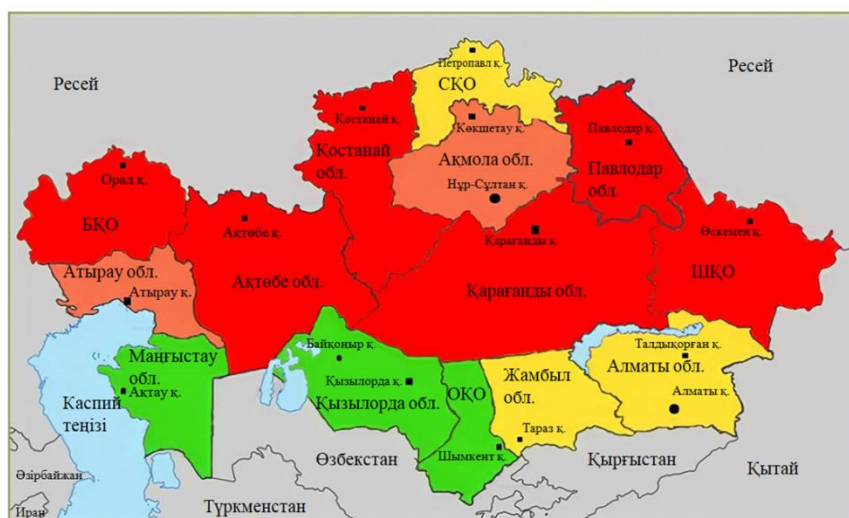 Ресей
Ресей
Петропавл қ.
СҚО
Қостанай қ.
Қостанай
обл.
Көкшетау қ.
Ақмола обл.
Нұр-Сұлтан қ.
Павлодар қ.
Павлодар
обл.
Орал қ.
БҚО
Ақтөбе қ.
Ақтөбе обл.
Қарағанды қ.
Қарағанды обл.
Өскемен қ.
ШҚО
Атырау обл.
Атырау қ.
Маңғыстау
обл.
Ақтау қ.
Каспий
теңізі
Байқоңыр қ.
Қызылорда қ.
Қызылорда обл.
ОҚО
Шымкент қ.
Жамбыл
обл.
Тараз қ.
Талдықорған қ.
Алматы обл.
Алматы қ.
Өзбекстан
Қырғыстан
Қытай
Әзірбайжан
Иран
Түркменстан